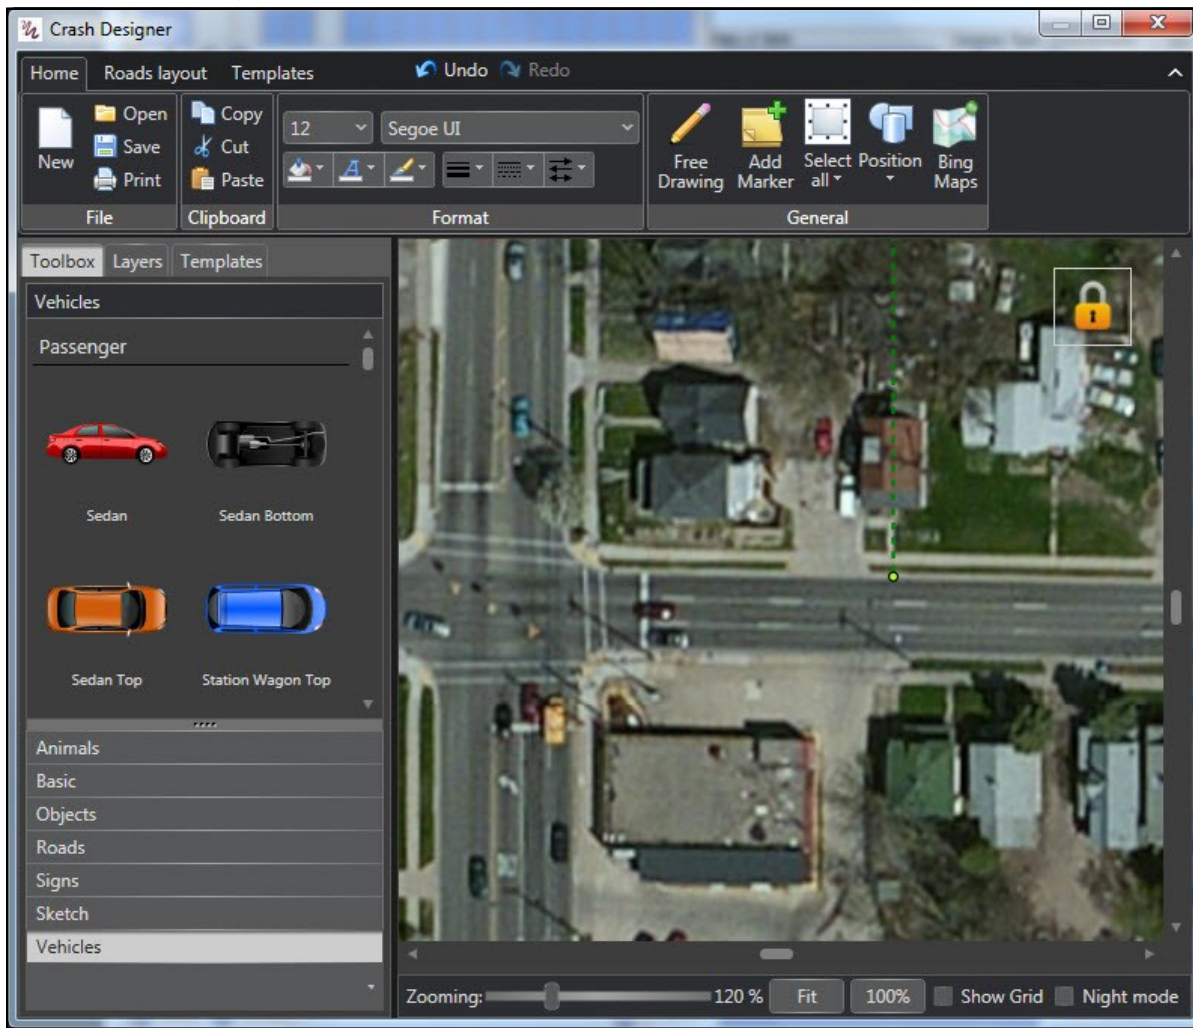 Crash Designer
Home Roads layout Templates Undo Redo
New
Open
Save
Print
File
Copy
Cut
Paste
Clipboard
12 Segoe UI
Format
Free Drawing
Add Marker
Select all
Position
Bing Maps
General
Toolbox Layers Templates
Vehicles
Passenger
Sedan Sedan Bottom
Sedan Top Station Wagon Top
Animals
Basic
Objects
Roads
Signs
Sketch
Vehicles
Zooming: 120 % Fit 100% Show Grid Night mode